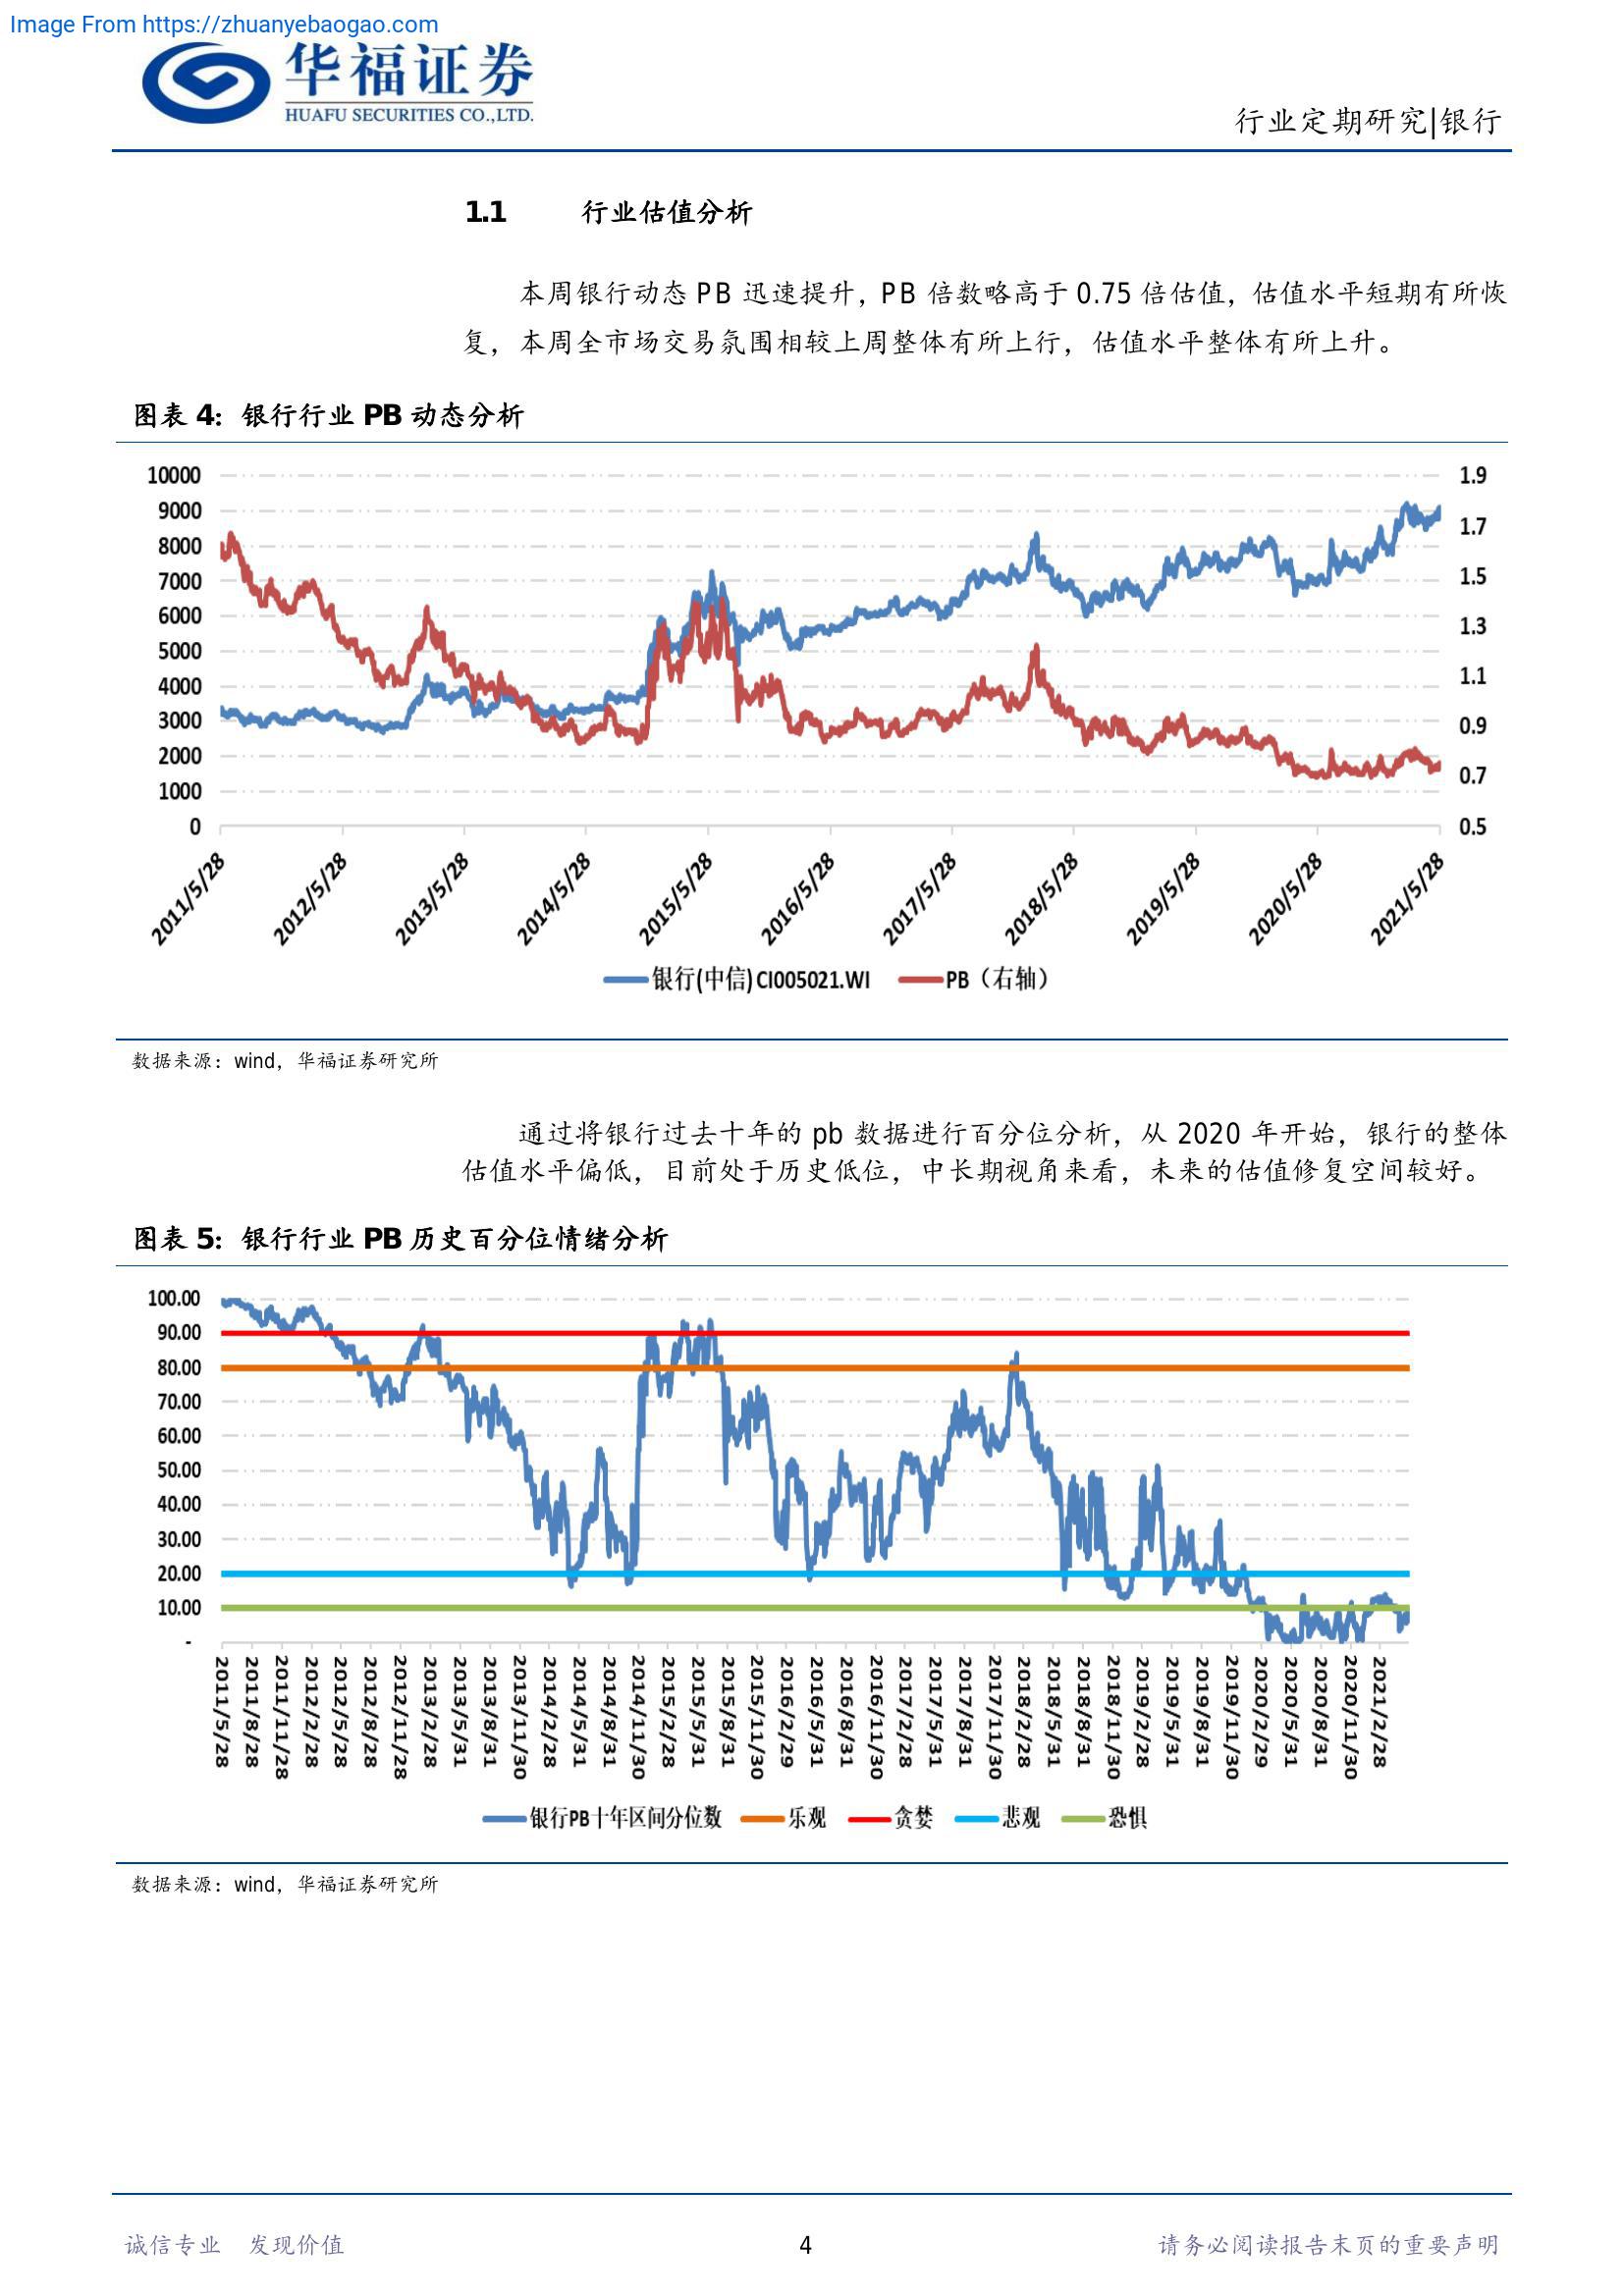 Image From https://zhuanyebaogao.com
华福证券
HUAFU SECURITIES CO.,LTD.
行业定期研究|银行
1.1 行业估值分析
本周银行动态 PB 迅速提升，PB 倍数略高于 0.75 倍估值，估值水平短期有所恢
复，本周全市场交易氛围相较上周整体有所上行，估值水平整体有所上升。
图表 4：银行行业 PB 动态分析
10000 1.9
9000 1.7
8000
7000 1.5
6000 1.3
5000
4000 1.1
3000 0.9
2000
1000 0.7
0 0.5
2011/5/28 2012/5/28 2013/5/28 2014/5/28 2015/5/28 2016/5/28 2017/5/28 2018/5/28 2019/5/28 2020/5/28 2021/5/28
银行(中信)CI005021.WI PB（右轴）
数据来源：wind，华福证券研究所
通过将银行过去十年的 pb 数据进行百分位分析，从 2020 年开始，银行的整体
估值水平偏低，目前处于历史低位，中长期视角来看，未来的估值修复空间较好。
图表 5：银行行业 PB 历史百分位情绪分析
100.00
90.00
80.00
70.00
60.00
50.00
40.00
30.00
20.00
10.00
-
2011/5/28 2011/8/28 2011/11/28 2012/2/28 2012/5/28 2012/8/28 2012/11/28 2013/2/28 2013/5/31 2013/8/31 2013/11/30 2014/2/28 2014/5/31 2014/8/31 2014/11/30 2015/2/28 2015/5/31 2015/8/31 2015/11/30 2016/2/29 2016/5/31 2016/8/31 2016/11/30 2017/2/28 2017/5/31 2017/8/31 2017/11/30 2018/2/28 2018/5/31 2018/8/31 2018/11/30 2019/2/28 2019/5/31 2019/8/31 2019/11/30 2020/2/29 2020/5/31 2020/8/31 2020/11/30 2021/2/28
银行PB十年区间分位数 乐观 贪婪 悲观 恐惧
数据来源：wind，华福证券研究所
诚信专业 发现价值 4 请务必阅读报告末页的重要声明